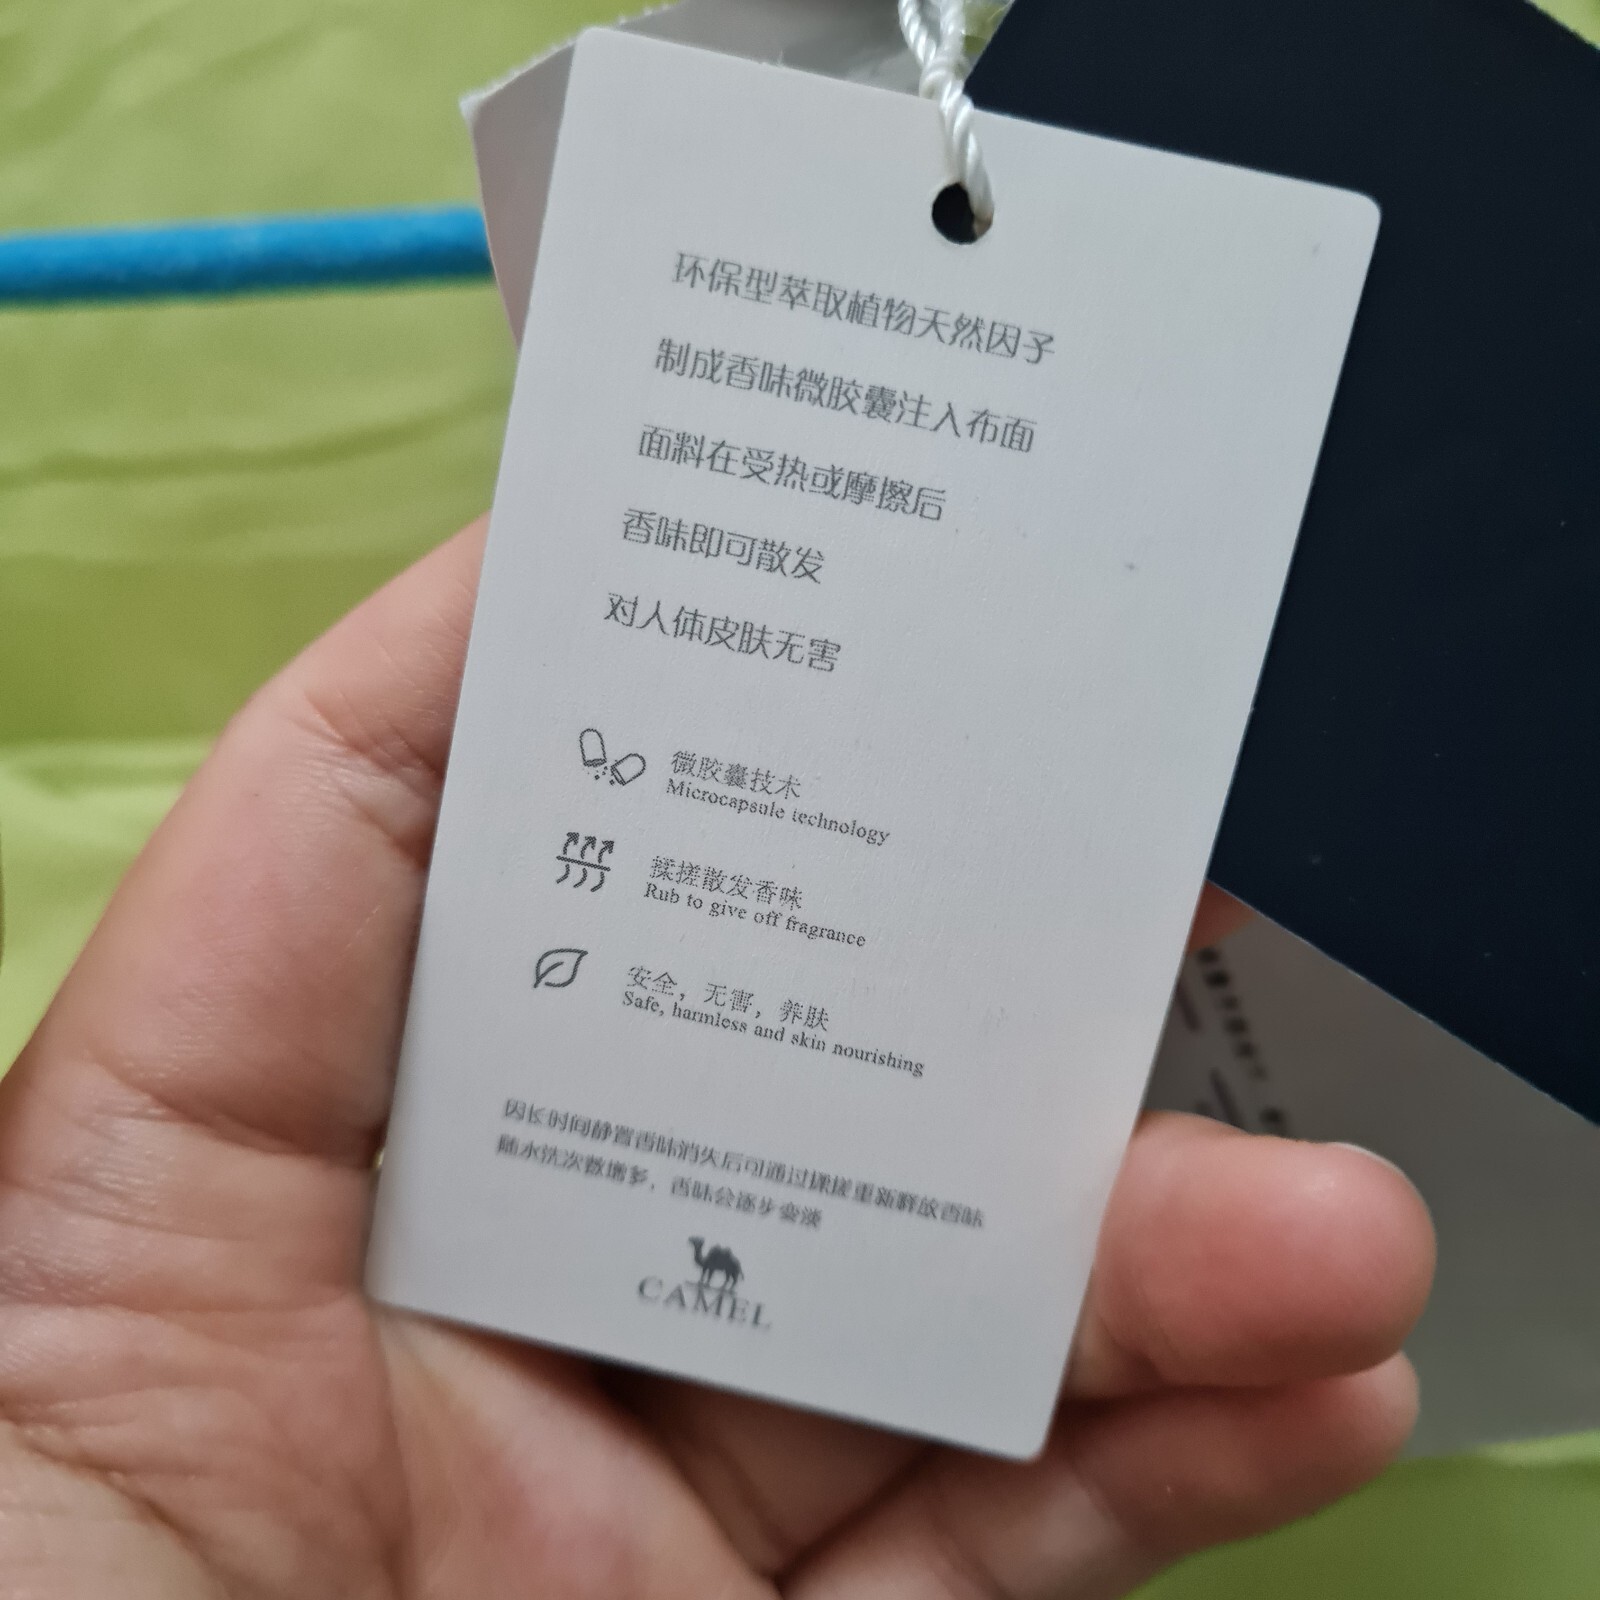 环保型萃取植物天然因子
制成香味微胶囊注入布面
面料在受热或摩擦后
香味即可散发
对人体皮肤无害
微胶囊技术
Microcapsule technology
揉搓散发香味
Rub to give off fragrance
安全，无害，养肤
Safe, harmless and skin nourishing
因长时间静置香味消失后可通过揉搓重新释放香味
随水洗次数增多，香味会逐步变淡
CAMEL